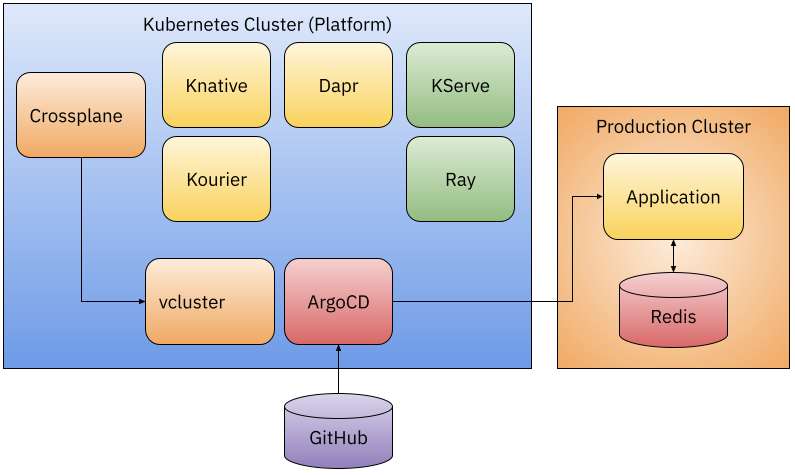 Kubernetes Cluster (Platform)
Crossplane
Knative
Dapr
KServe
Kourier
Ray
vcluster
ArgoCD
GitHub
Production Cluster
Application
Redis